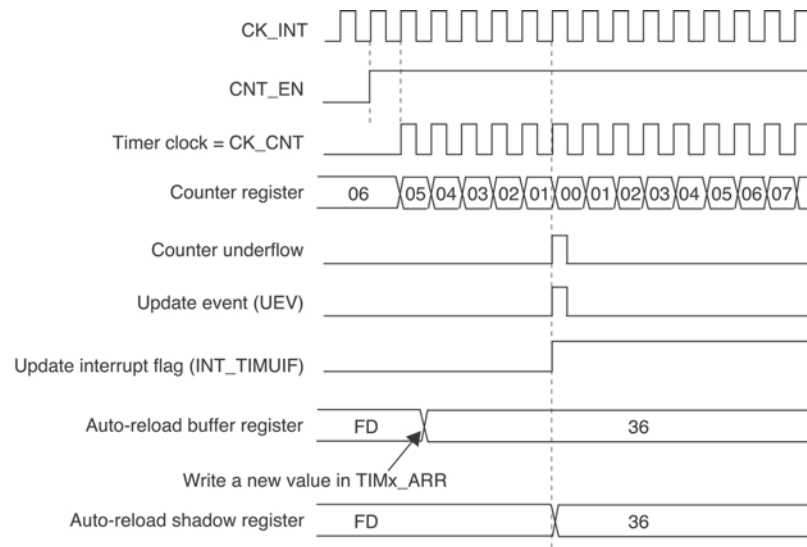 CK_INT
CNT_EN
Timer clock = CK_CNT
Counter register 06 05 04 03 02 01 00 01 02 03 04 05 06 07
Counter underflow
Update event (UEV)
Update interrupt flag (INT_TIMUIF)
Auto-reload buffer register FD 36
Write a new value in TIMx_ARR
Auto-reload shadow register FD 36